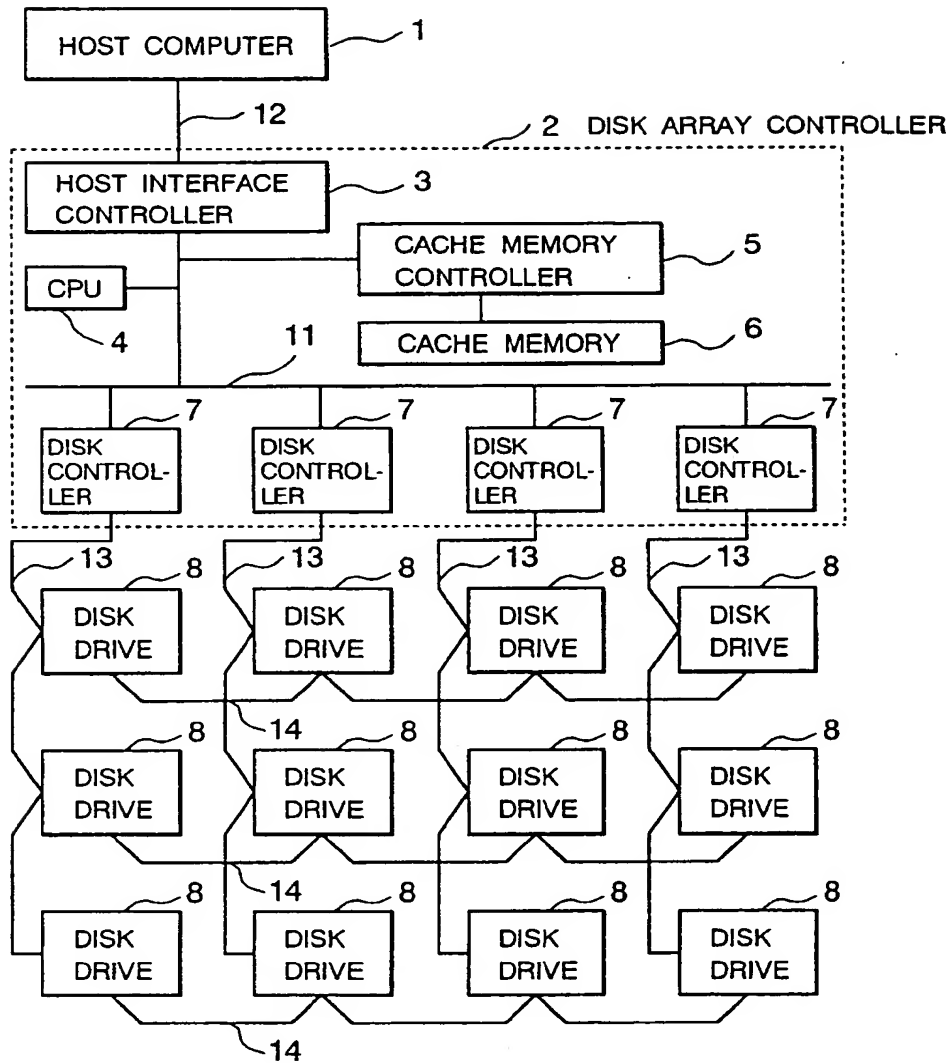 HOST COMPUTER
1
12
2 DISK ARRAY CONTROLLER
HOST INTERFACE
CONTROLLER
3
CACHE MEMORY
CONTROLLER
5
CPU
4
CACHE MEMORY
6
11
7
7
7
7
DISK
CONTROL-
LER
DISK
CONTROL-
LER
DISK
CONTROL-
LER
DISK
CONTROL-
LER
13
13
13
13
8
8
8
8
DISK
DRIVE
DISK
DRIVE
DISK
DRIVE
DISK
DRIVE
14
8
8
8
8
DISK
DRIVE
DISK
DRIVE
DISK
DRIVE
DISK
DRIVE
14
8
8
8
8
DISK
DRIVE
DISK
DRIVE
DISK
DRIVE
DISK
DRIVE
14